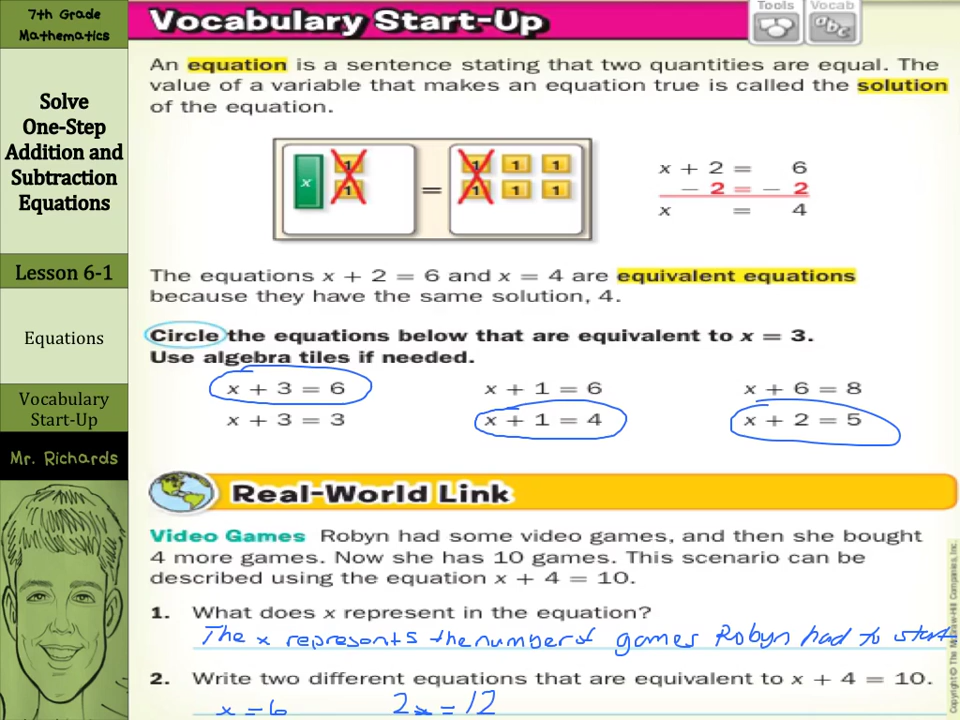 7th Grade
Mathematics
Solve
One-Step
Addition and
Subtraction
Equations
Lesson 6-1
Equations
Vocabulary
Start-Up
Mr. Richards
Vocabulary Start-Up
Tools
Vocab
abc
An equation is a sentence stating that two quantities are equal. The
value of a variable that makes an equation true is called the solution
of the equation.
x 1 = 1 1 1
1 1 1 1
x + 2 = 6
− 2 = − 2
x = 4
The equations x + 2 = 6 and x = 4 are equivalent equations
because they have the same solution, 4.
Circle the equations below that are equivalent to x = 3.
Use algebra tiles if needed.
x + 3 = 6 x + 1 = 6 x + 6 = 8
x + 3 = 3 x + 1 = 4 x + 2 = 5
Real-World Link
Video Games Robyn had some video games, and then she bought
4 more games. Now she has 10 games. This scenario can be
described using the equation x + 4 = 10.
1. What does x represent in the equation?
The x represents the number of games Robyn had to start
2. Write two different equations that are equivalent to x + 4 = 10.
x = 6 2x = 12
Copyright © The McGraw-Hill Companies, Inc.